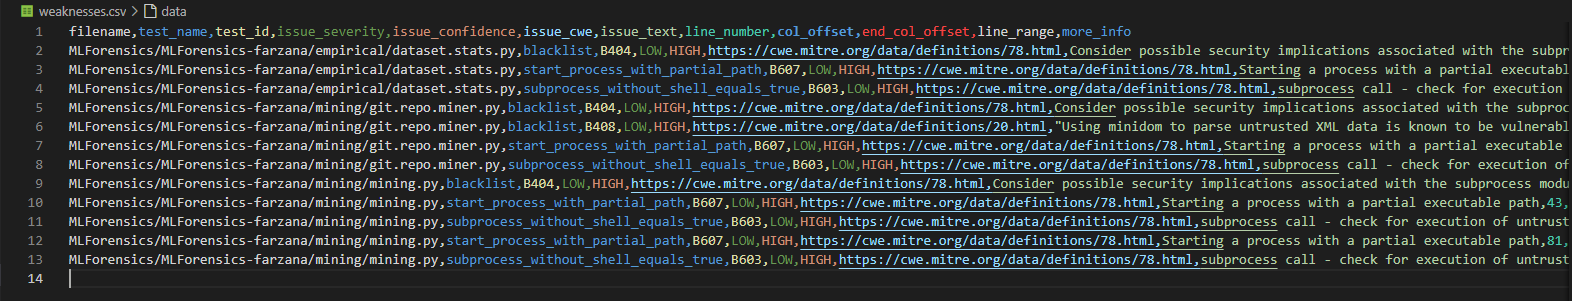 weaknesses.csv > data
1 filename,test_name,test_id,issue_severity,issue_confidence,issue_cwe,issue_text,line_number,col_offset,end_col_offset,line_range,more_info
2 MLForensics/MLForensics-farzana/empirical/dataset.stats.py,blacklist,B404,LOW,HIGH,https://cwe.mitre.org/data/definitions/78.html,Consider possible security implications associated with the subpr
3 MLForensics/MLForensics-farzana/empirical/dataset.stats.py,start_process_with_partial_path,B607,LOW,HIGH,https://cwe.mitre.org/data/definitions/78.html,Starting a process with a partial executabl
4 MLForensics/MLForensics-farzana/empirical/dataset.stats.py,subprocess_without_shell_equals_true,B603,LOW,HIGH,https://cwe.mitre.org/data/definitions/78.html,subprocess call - check for execution
5 MLForensics/MLForensics-farzana/mining/git.repo.miner.py,blacklist,B404,LOW,HIGH,https://cwe.mitre.org/data/definitions/78.html,Consider possible security implications associated with the subproc
6 MLForensics/MLForensics-farzana/mining/git.repo.miner.py,blacklist,B408,LOW,HIGH,https://cwe.mitre.org/data/definitions/20.html,"Using minidom to parse untrusted XML data is known to be vulnerabl
7 MLForensics/MLForensics-farzana/mining/git.repo.miner.py,start_process_with_partial_path,B607,LOW,HIGH,https://cwe.mitre.org/data/definitions/78.html,Starting a process with a partial executable
8 MLForensics/MLForensics-farzana/mining/git.repo.miner.py,subprocess_without_shell_equals_true,B603,LOW,HIGH,https://cwe.mitre.org/data/definitions/78.html,subprocess call - check for execution of
9 MLForensics/MLForensics-farzana/mining/mining.py,blacklist,B404,LOW,HIGH,https://cwe.mitre.org/data/definitions/78.html,Consider possible security implications associated with the subprocess modu
10 MLForensics/MLForensics-farzana/mining/mining.py,start_process_with_partial_path,B607,LOW,HIGH,https://cwe.mitre.org/data/definitions/78.html,Starting a process with a partial executable path,43,
11 MLForensics/MLForensics-farzana/mining/mining.py,subprocess_without_shell_equals_true,B603,LOW,HIGH,https://cwe.mitre.org/data/definitions/78.html,subprocess call - check for execution of untrust
12 MLForensics/MLForensics-farzana/mining/mining.py,start_process_with_partial_path,B607,LOW,HIGH,https://cwe.mitre.org/data/definitions/78.html,Starting a process with a partial executable path,81,
13 MLForensics/MLForensics-farzana/mining/mining.py,subprocess_without_shell_equals_true,B603,LOW,HIGH,https://cwe.mitre.org/data/definitions/78.html,subprocess call - check for execution of untrust
14